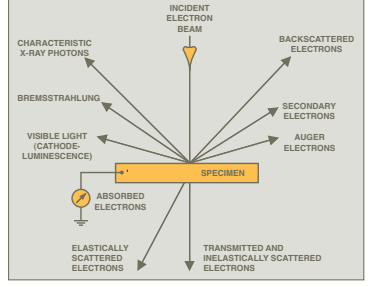 INCIDENT
ELECTRON
BEAM
CHARACTERISTIC
X-RAY PHOTONS
BACKSCATTERED
ELECTRONS
BREMSSTRAHLUNG
SECONDARY
ELECTRONS
VISIBLE LIGHT
(CATHODE-
LUMINESCENCE)
AUGER
ELECTRONS
SPECIMEN
ABSORBED
ELECTRONS
ELASTICALLY
SCATTERED
ELECTRONS
TRANSMITTED AND
INELASTICALLY SCATTERED
ELECTRONS